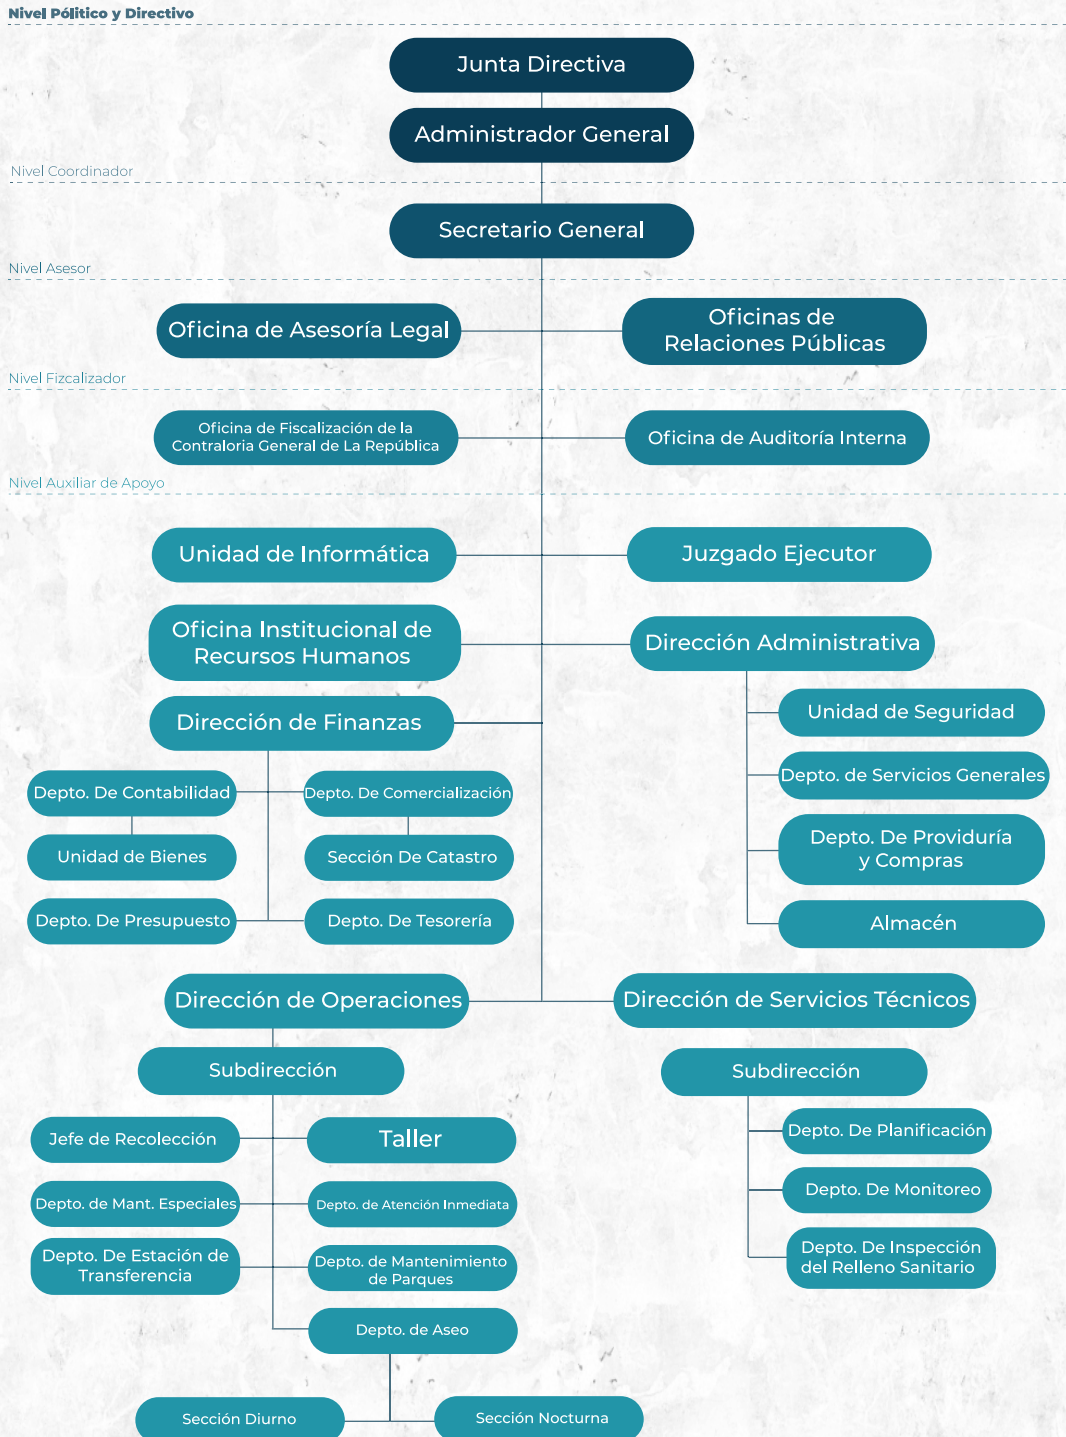 Nivel Pólitico y Directivo
Junta Directiva
Administrador General
Nivel Coordinador
Secretario General
Nivel Asesor
Oficina de Asesoría Legal
Oficinas de
Relaciones Públicas
Nivel Fizcalizador
Oficina de Fiscalización de la
Contraloria General de La República
Oficina de Auditoría Interna
Nivel Auxiliar de Apoyo
Unidad de Informática
Juzgado Ejecutor
Oficina Institucional de
Recursos Humanos
Dirección Administrativa
Unidad de Seguridad
Depto. de Servicios Generales
Depto. De Providuría
y Compras
Almacén
Dirección de Finanzas
Depto. De Contabilidad
Depto. De Comercialización
Unidad de Bienes
Sección De Catastro
Depto. De Presupuesto
Depto. De Tesorería
Dirección de Operaciones
Dirección de Servicios Técnicos
Subdirección
Jefe de Recolección
Taller
Depto. de Mant. Especiales
Depto. de Atención Inmediata
Depto. De Estación de
Transferencia
Depto. de Mantenimiento
de Parques
Depto. de Aseo
Sección Diurno
Sección Nocturna
Subdirección
Depto. De Planificación
Depto. De Monitoreo
Depto. De Inspección
del Relleno Sanitario